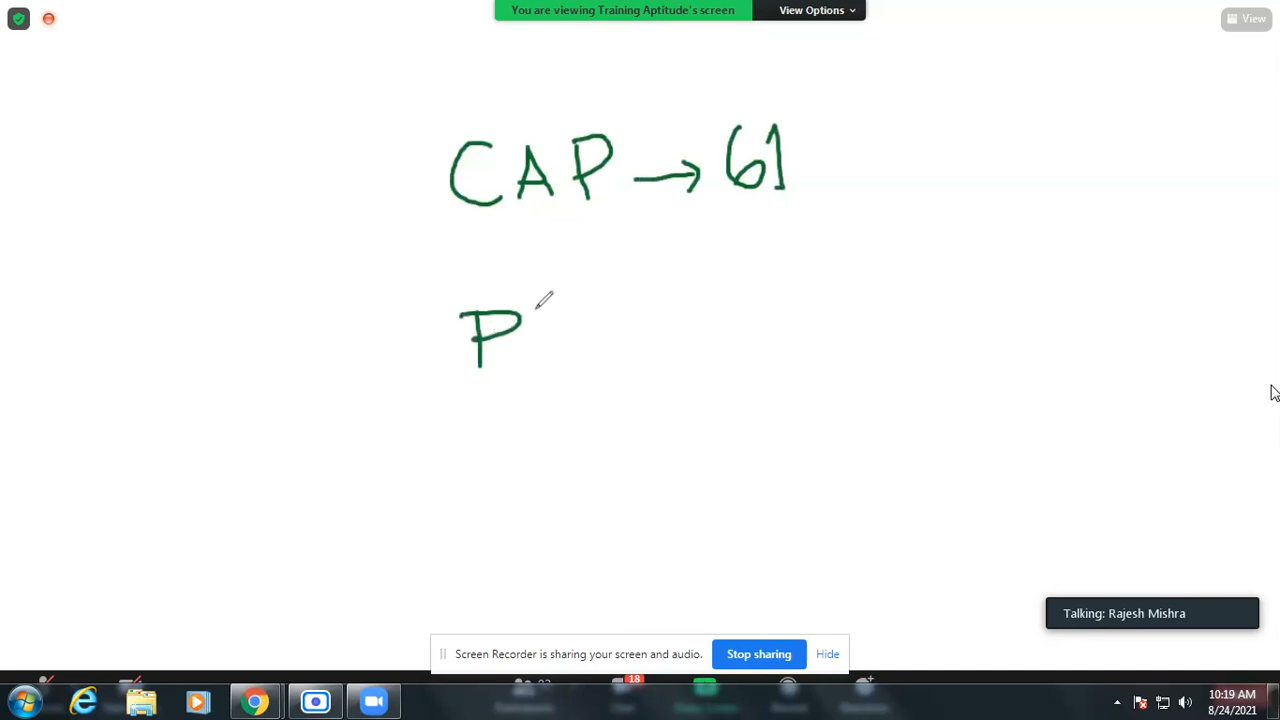 You are viewing Training Aptitude's screen
View Options
View
CAP → 61
P
Talking: Rajesh Mishra
Screen Recorder is sharing your screen and audio.
Stop sharing
Hide
18
10:19 AM
8/24/2021